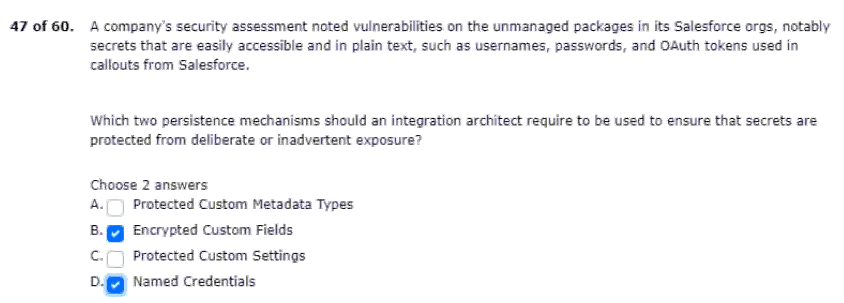 47 of 60. A company's security assessment noted vulnerabilities on the unmanaged packages in its Salesforce orgs, notably
secrets that are easily accessible and in plain text, such as usernames, passwords, and OAuth tokens used in
callouts from Salesforce.
Which two persistence mechanisms should an integration architect require to be used to ensure that secrets are
protected from deliberate or inadvertent exposure?
Choose 2 answers
A. Protected Custom Metadata Types
B. Encrypted Custom Fields
C. Protected Custom Settings
D. Named Credentials